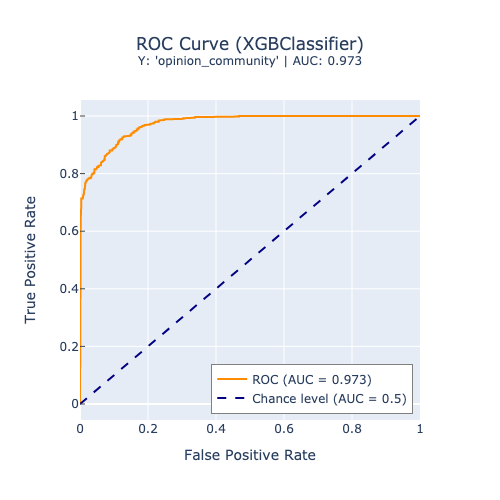 ROC Curve (XGBClassifier)
Y: 'opinion_community' | AUC: 0.973
True Positive Rate
1
0.8
0.6
0.4
0.2
0
0 0.2 0.4 0.6 0.8 1
False Positive Rate
ROC (AUC = 0.973)
Chance level (AUC = 0.5)